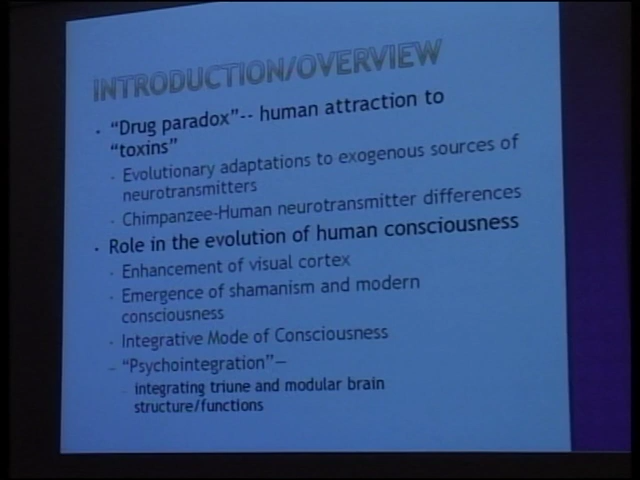 INTRODUCTION/OVERVIEW
• "Drug paradox"-- human attraction to
"toxins"
• Evolutionary adaptations to exogenous sources of
neurotransmitters
• Chimpanzee-Human neurotransmitter differences
• Role in the evolution of human consciousness
• Enhancement of visual cortex
• Emergence of shamanism and modern
consciousness
• Integrative Mode of Consciousness
– "Psychointegration"—
integrating triune and modular brain
structure/functions